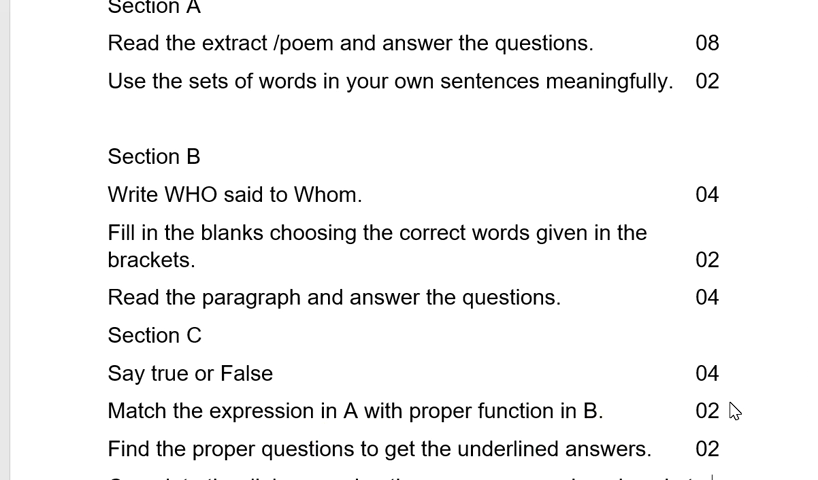 Section A
Read the extract /poem and answer the questions. 08
Use the sets of words in your own sentences meaningfully. 02
Section B
Write WHO said to Whom. 04
Fill in the blanks choosing the correct words given in the
brackets. 02
Read the paragraph and answer the questions. 04
Section C
Say true or False 04
Match the expression in A with proper function in B. 02
Find the proper questions to get the underlined answers. 02